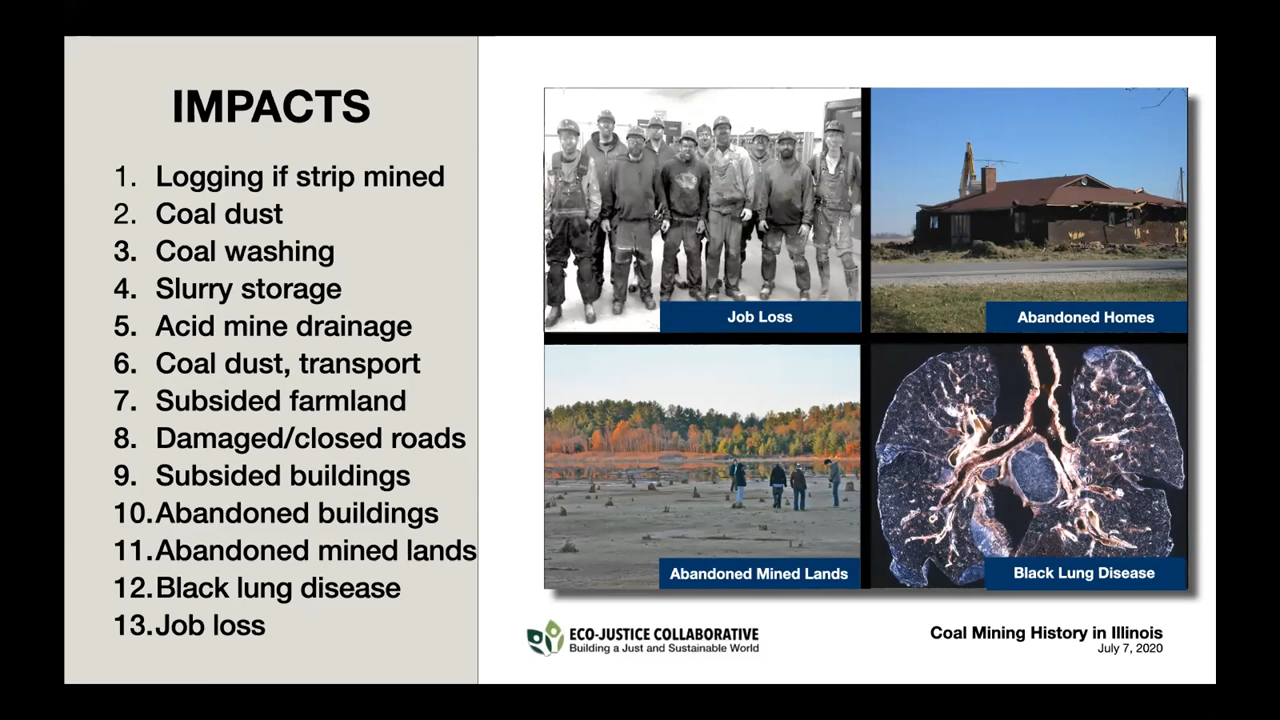 IMPACTS
1. Logging if strip mined
2. Coal dust
3. Coal washing
4. Slurry storage
5. Acid mine drainage
6. Coal dust, transport
7. Subsided farmland
8. Damaged/closed roads
9. Subsided buildings
10. Abandoned buildings
11. Abandoned mined lands
12. Black lung disease
13. Job loss
Job Loss
Abandoned Homes
Abandoned Mined Lands
Black Lung Disease
ECO-JUSTICE COLLABORATIVE
Building a Just and Sustainable World
Coal Mining History in Illinois
July 7, 2020